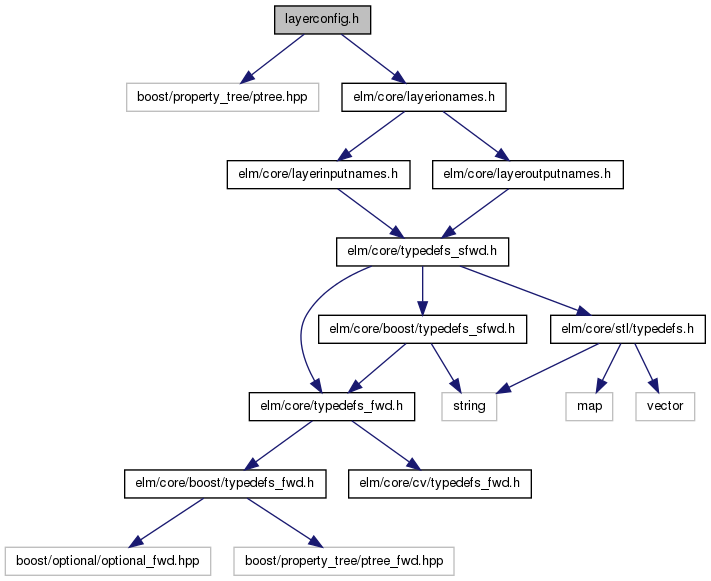 layerconfig.h
boost/property_tree/ptree.hpp
elm/core/layerionames.h
elm/core/layerinputnames.h
elm/core/layeroutputnames.h
elm/core/typedefs_sfwd.h
elm/core/boost/typedefs_sfwd.h
elm/core/stl/typedefs.h
elm/core/typedefs_fwd.h
string
map
vector
elm/core/boost/typedefs_fwd.h
elm/core/cv/typedefs_fwd.h
boost/optional/optional_fwd.hpp
boost/property_tree/ptree_fwd.hpp